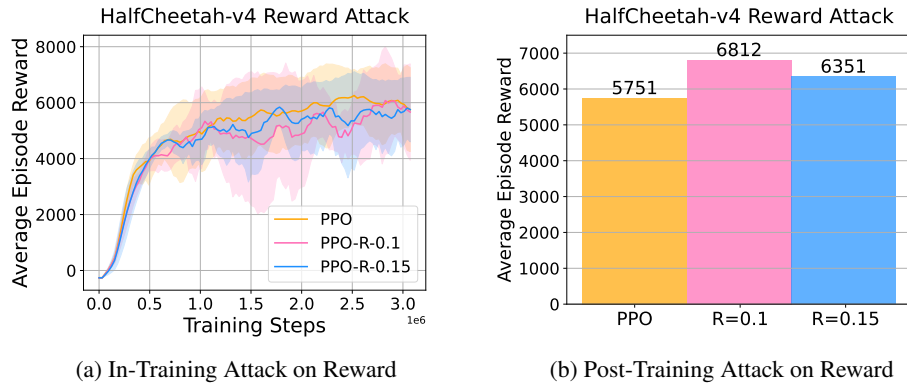 HalfCheetah-v4 Reward Attack
Average Episode Reward
8000
6000
4000
2000
0
0.0 0.5 1.0 1.5 2.0 2.5 3.0
1e6
Training Steps
PPO
PPO-R-0.1
PPO-R-0.15
(a) In-Training Attack on Reward
HalfCheetah-v4 Reward Attack
Average Episode Reward
7000
6000
5000
4000
3000
2000
1000
0
5751
6812
6351
PPO R=0.1 R=0.15
(b) Post-Training Attack on Reward